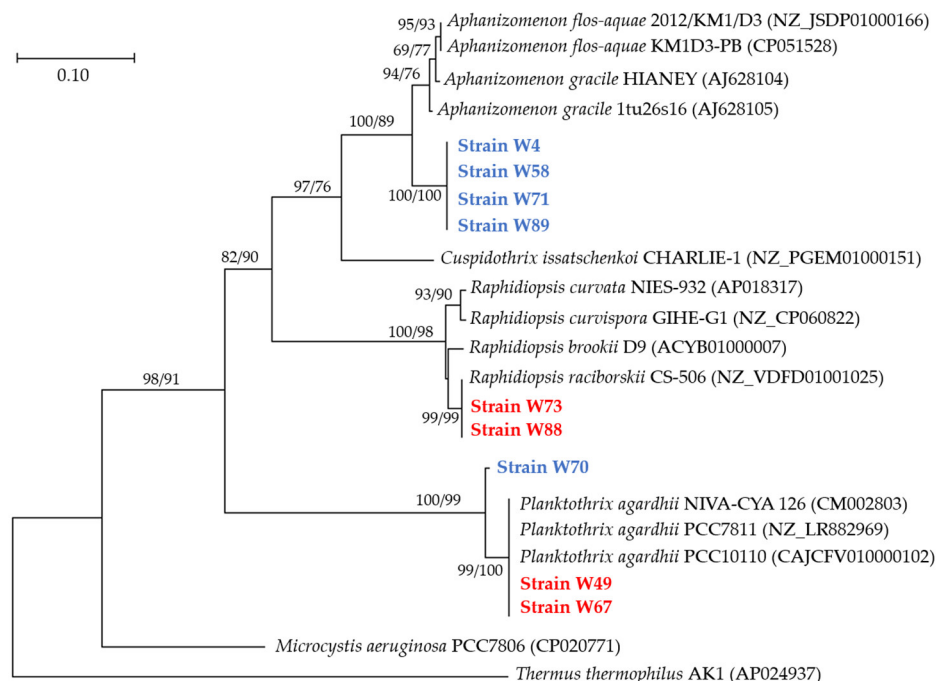 95/93
Aphanizomenon flos-aquae 2012/KM1/D3 (NZ_JSDP01000166)
Aphanizomenon flos-aquae KM1D3-PB (CP051528)
69/77
0.10
94/76
Aphanizomenon gracile HIANEY (AJ628104)
Aphanizomenon gracile 1tu26s16 (AJ628105)
100/89
Strain W4
Strain W58
97/76
100/100
Strain W71
Strain W89
82/90
Cuspidothrix issatschenkoi CHARLIE-1 (NZ_PGEM01000151)
93/90
Raphidiopsis curvata NIES-932 (AP018317)
Raphidiopsis curvispora GIHE-G1 (NZ_CP060822)
100/98
Raphidiopsis brookii D9 (ACYB01000007)
98/91
Raphidiopsis raciborskii CS-506 (NZ_VDFD01001025)
Strain W73
99/99
Strain W88
Strain W70
100/99
Planktothrix agardhii NIVA-CYA 126 (CM002803)
Planktothrix agardhii PCC7811 (NZ_LR882969)
Planktothrix agardhii PCC10110 (CAJCFV010000102)
99/100
Strain W49
Strain W67
Microcystis aeruginosa PCC7806 (CP020771)
Thermus thermophilus AK1 (AP024937)